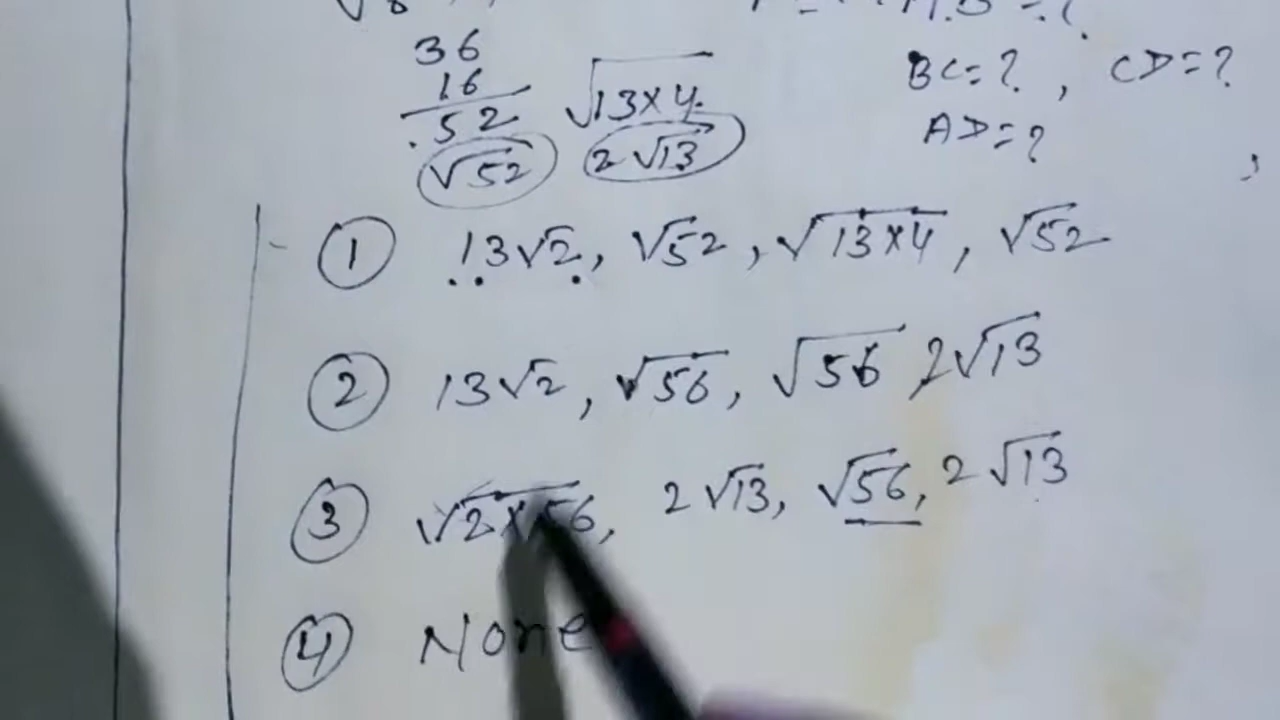 36
16
52
√52
√13×4
2√13
BC=?, CD=?
AD=?
① 13√2, √52, √13×4, √52
② 13√2, √56, √56, 2√13
③ √2×56, 2√13, √56, 2√13
④ None